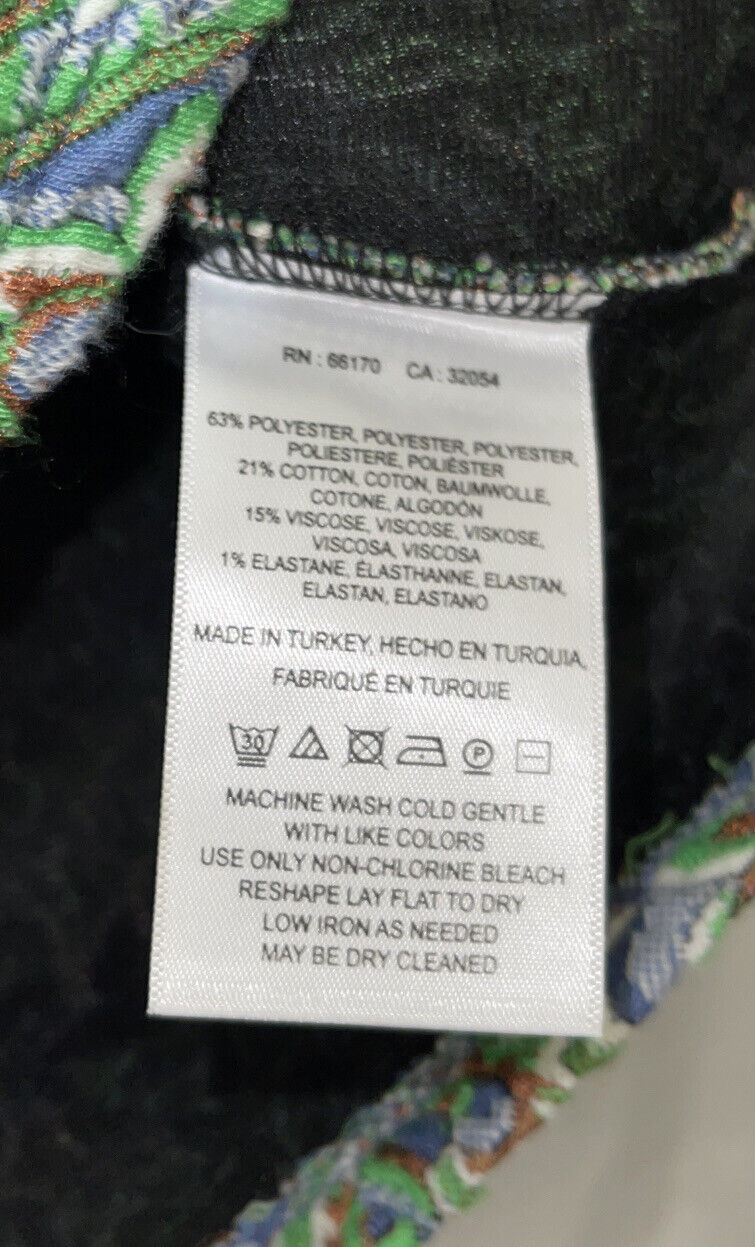 RN : 66170 CA : 32054
63% POLYESTER, POLYESTER, POLYESTER,
POLIESTERE, POLIÉSTER
21% COTTON, COTON, BAUMWOLLE,
COTONE, ALGODÓN
15% VISCOSE, VISCOSE, VISKOSE,
VISCOSA, VISCOSA
1% ELASTANE, ÉLASTHANNE, ELASTAN,
ELASTAN, ELASTANO
MADE IN TURKEY, HECHO EN TURQUIA,
FABRIQUÉ EN TURQUIE
30 P
MACHINE WASH COLD GENTLE
WITH LIKE COLORS
USE ONLY NON-CHLORINE BLEACH
RESHAPE LAY FLAT TO DRY
LOW IRON AS NEEDED
MAY BE DRY CLEANED